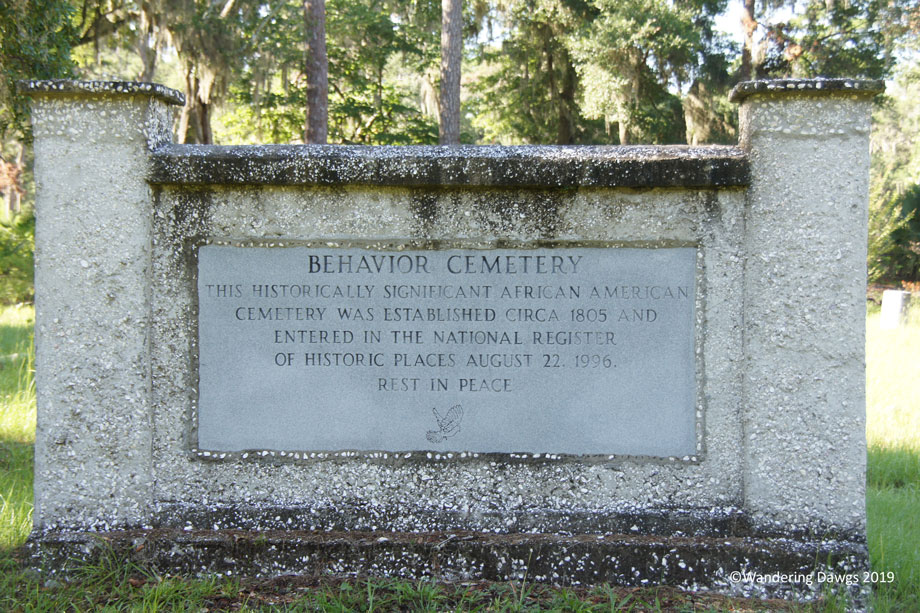 BEHAVIOR CEMETERY
THIS HISTORICALLY SIGNIFICANT AFRICAN AMERICAN
CEMETERY WAS ESTABLISHED CIRCA 1805 AND
ENTERED IN THE NATIONAL REGISTER
OF HISTORIC PLACES AUGUST 22, 1996.
REST IN PEACE
©Wandering Dawgs 2019